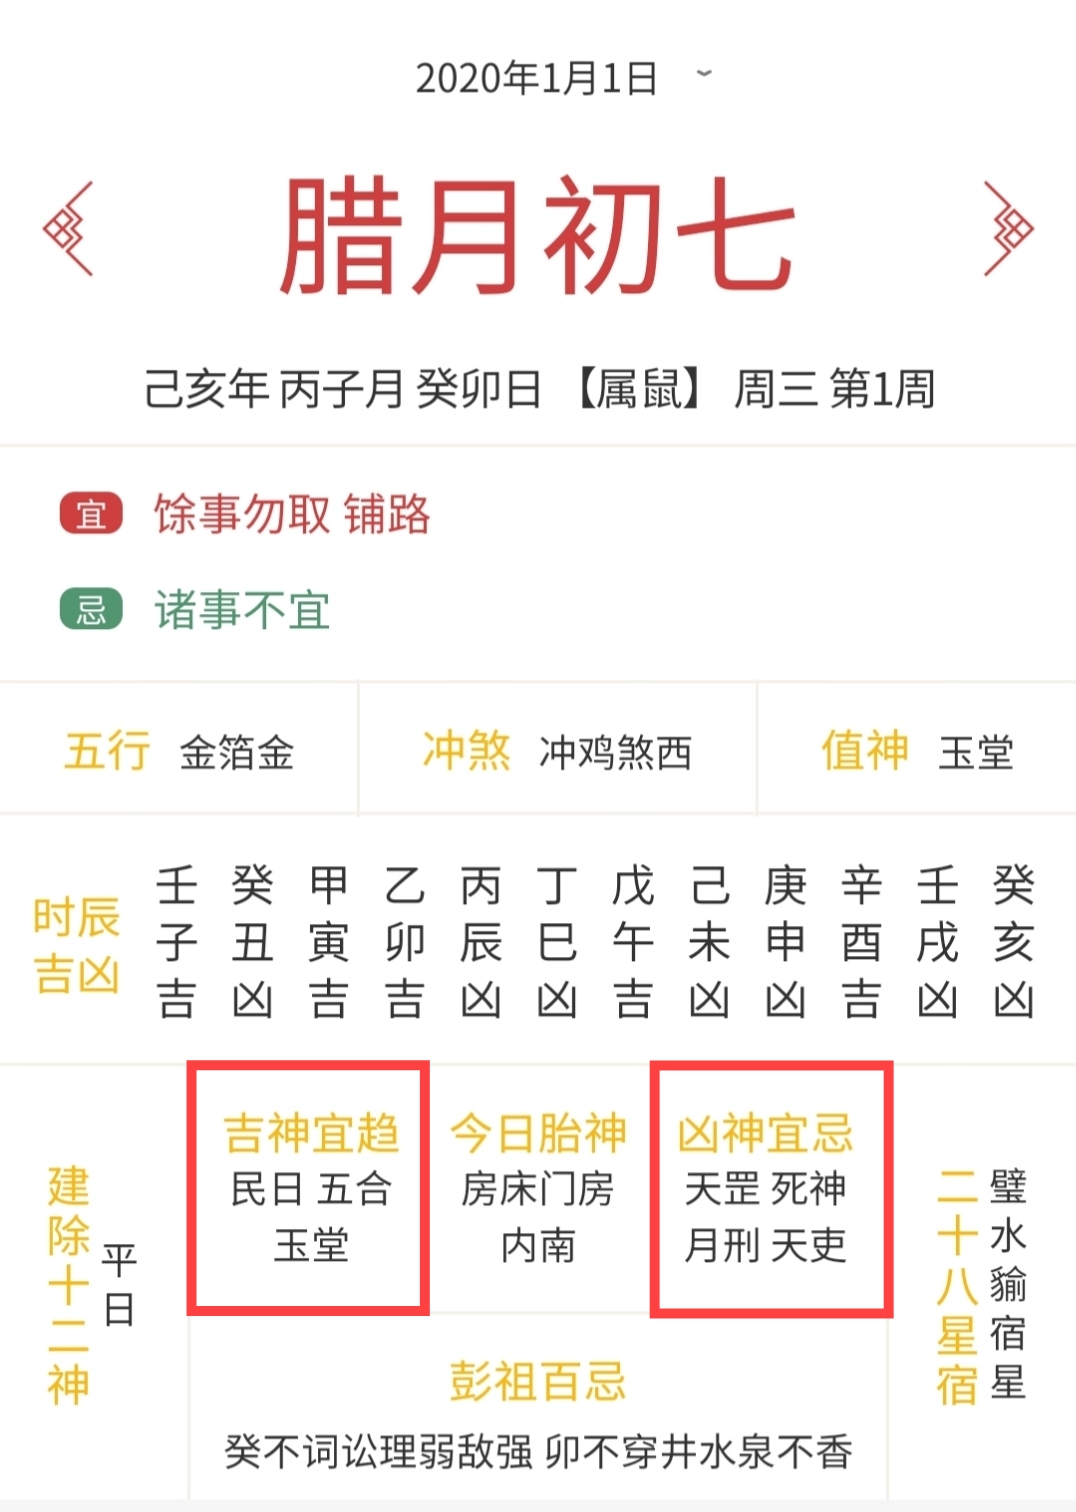 2020年1月1日
腊月初七
己亥年 丙子月 癸卯日 【属鼠】 周三 第1周
宜 馀事勿取 铺路
忌 诸事不宜
五行 金箔金
冲煞 冲鸡煞西
值神 玉堂
时辰吉凶
壬子吉
癸丑凶
甲寅吉
乙卯吉
丙辰凶
丁巳凶
戊午吉
己未凶
庚申凶
辛酉吉
壬戌凶
癸亥凶
建除十二神
平日
吉神宜趋
民日 五合
玉堂
今日胎神
房床门房
内南
凶神宜忌
天罡 死神
月刑 天吏
二十八星宿
璧水貐宿星
彭祖百忌
癸不词讼理弱敌强 卯不穿井水泉不香